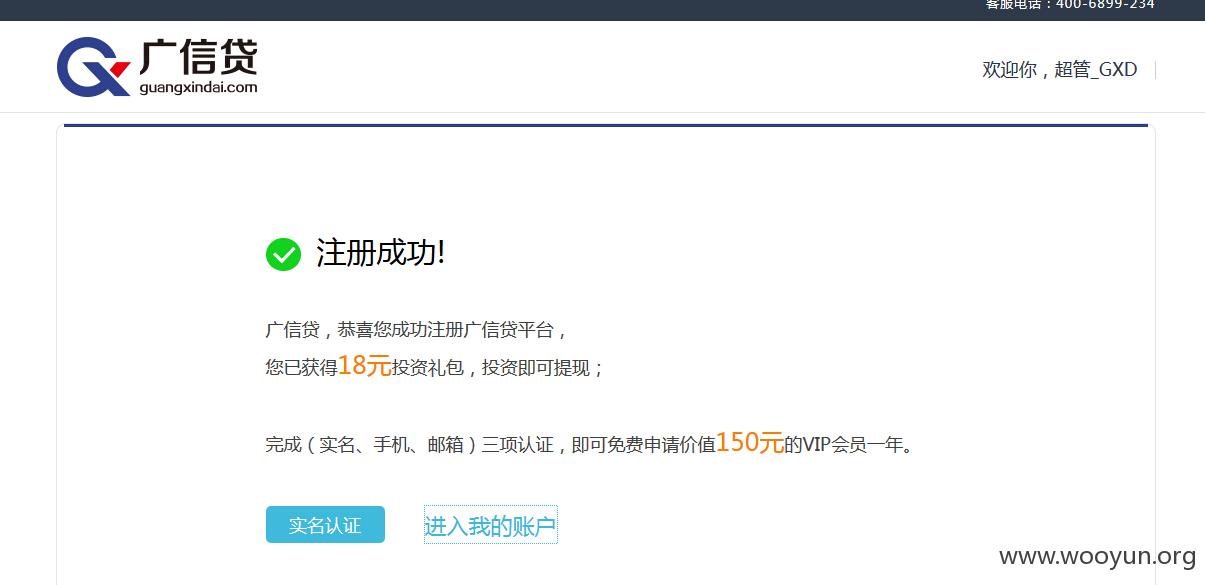 客服电话：400-6899-234
广信贷
guangxindai.com
欢迎你，超管_GXD
注册成功!
广信贷，恭喜您成功注册广信贷平台，
您已获得18元投资礼包，投资即可提现；
完成（实名、手机、邮箱）三项认证，即可免费申请价值150元的VIP会员一年。
实名认证
进入我的账户
www.wooyun.org